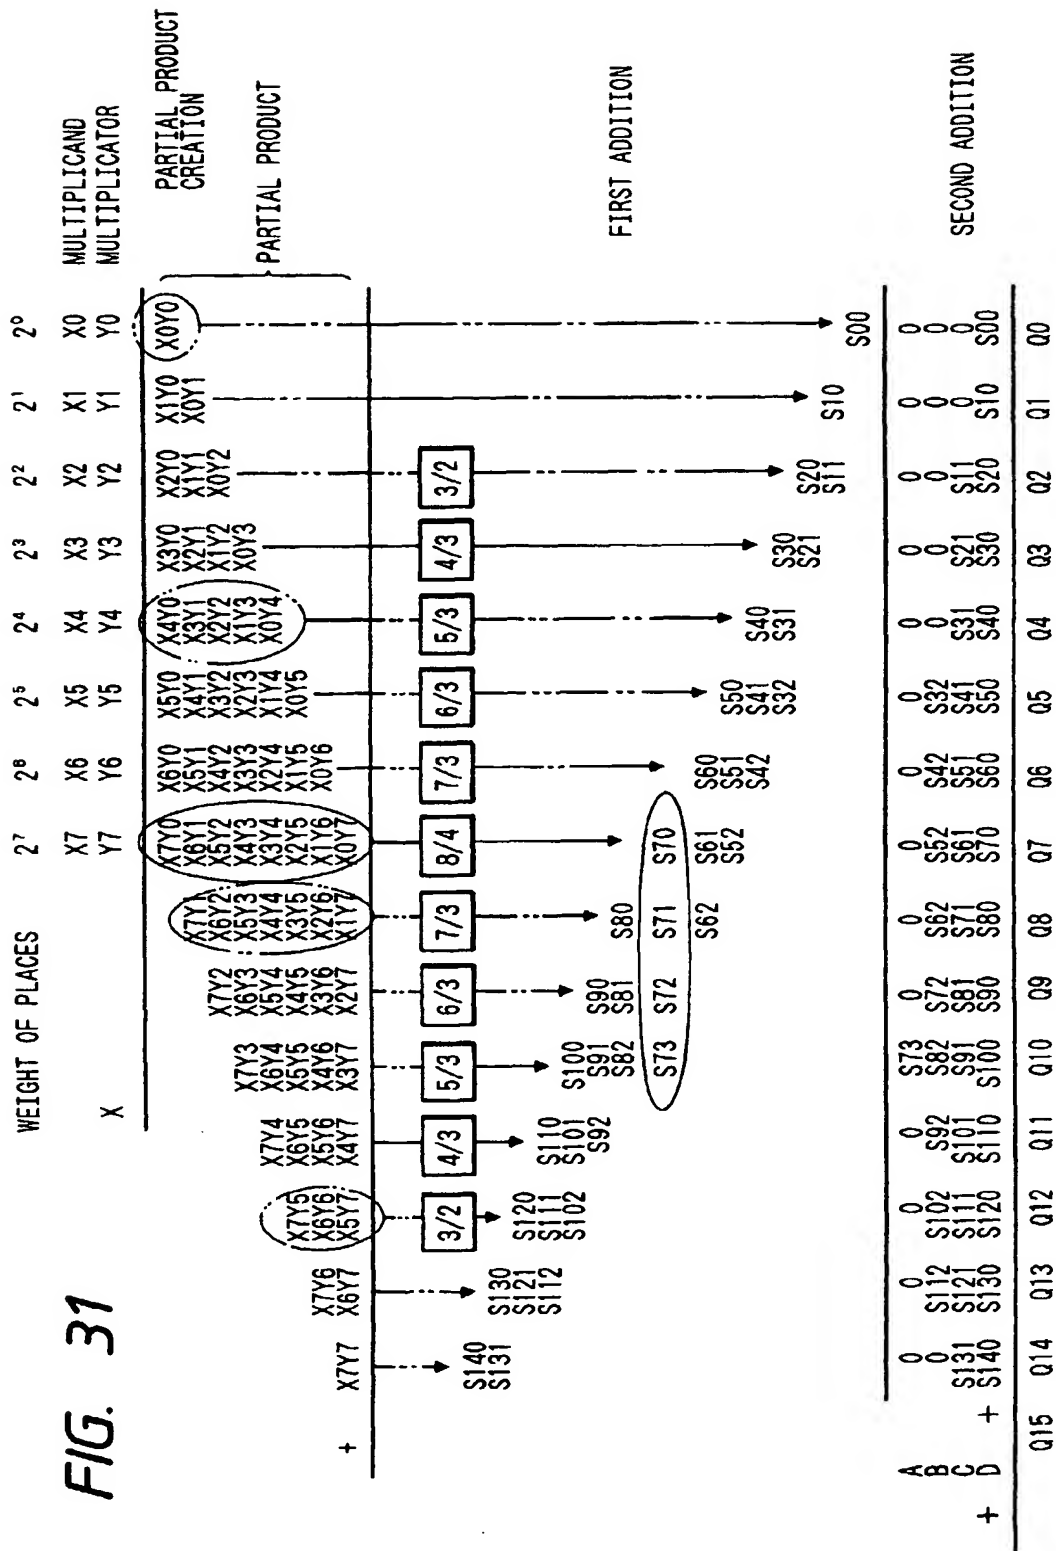 FIG. 31
WEIGHT OF PLACES 2⁷ 2⁶ 2⁵ 2⁴ 2³ 2² 2¹ 2⁰
X7 X6 X5 X4 X3 X2 X1 X0 MULTIPLICAND
X Y7 Y6 Y5 Y4 Y3 Y2 Y1 Y0 MULTIPLICATOR
X7Y0 X6Y0 X5Y0 X4Y0 X3Y0 X2Y0 X1Y0 X0Y0 PARTIAL PRODUCT
X7Y1 X6Y1 X5Y1 X4Y1 X3Y1 X2Y1 X1Y1 X0Y1 CREATION
X7Y2 X6Y2 X5Y2 X4Y2 X3Y2 X2Y2 X1Y2 X0Y2
X7Y3 X6Y3 X5Y3 X4Y3 X3Y3 X2Y3 X1Y3 X0Y3
X7Y4 X6Y4 X5Y4 X4Y4 X3Y4 X2Y4 X1Y4 X0Y4 PARTIAL PRODUCT
X7Y5 X6Y5 X5Y5 X4Y5 X3Y5 X2Y5 X1Y5 X0Y5
X7Y6 X6Y6 X5Y6 X4Y6 X3Y6 X2Y6 X1Y6 X0Y6
+ X7Y7 X6Y7 X5Y7 X4Y7 X3Y7 X2Y7 X1Y7 X0Y7
3/2 4/3 5/3 6/3 7/3 8/4 7/3 6/3 5/3 4/3 3/2
S140
S131 S130
S121 S120
S112 S111 S110
S102 S101 S100
S92 S91 S90
S82 S81 S80 FIRST ADDITION
S73 S72 S71 S70
S62 S61 S60
S52 S51 S50
S42 S41 S40
S32 S31 S30
S21 S20
S11 S10
S00
A 0 0 0 0 S73 0 0 0 0 0 0 0 0 0 0
B 0 S112 S102 S92 S82 S72 S62 S52 S42 S32 0 0 0 0 0
C S131 S121 S111 S101 S91 S81 S71 S61 S51 S41 S31 S21 S11 0 0 SECOND ADDITION
+ D + S140 S130 S120 S110 S100 S90 S80 S70 S60 S50 S40 S30 S20 S10 S00
Q15 Q14 Q13 Q12 Q11 Q10 Q9 Q8 Q7 Q6 Q5 Q4 Q3 Q2 Q1 Q0